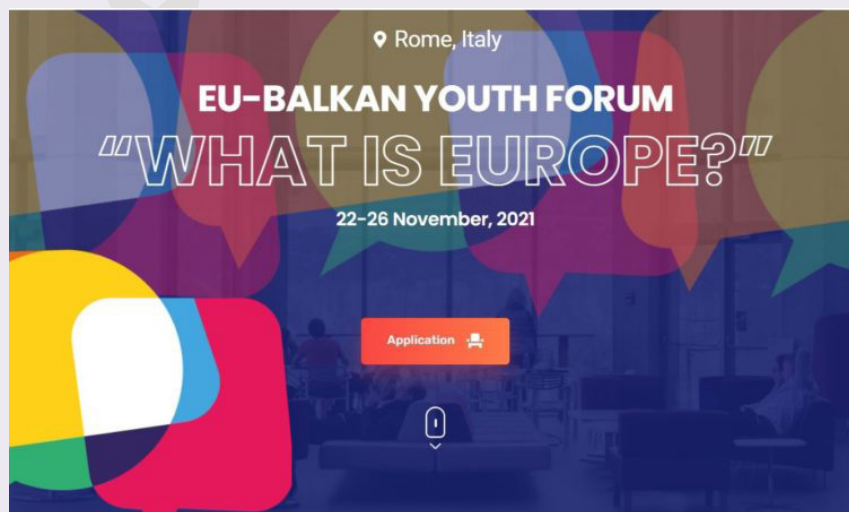 Rome, Italy
EU-BALKAN YOUTH FORUM
"WHAT IS EUROPE?"
22-26 November, 2021
Application